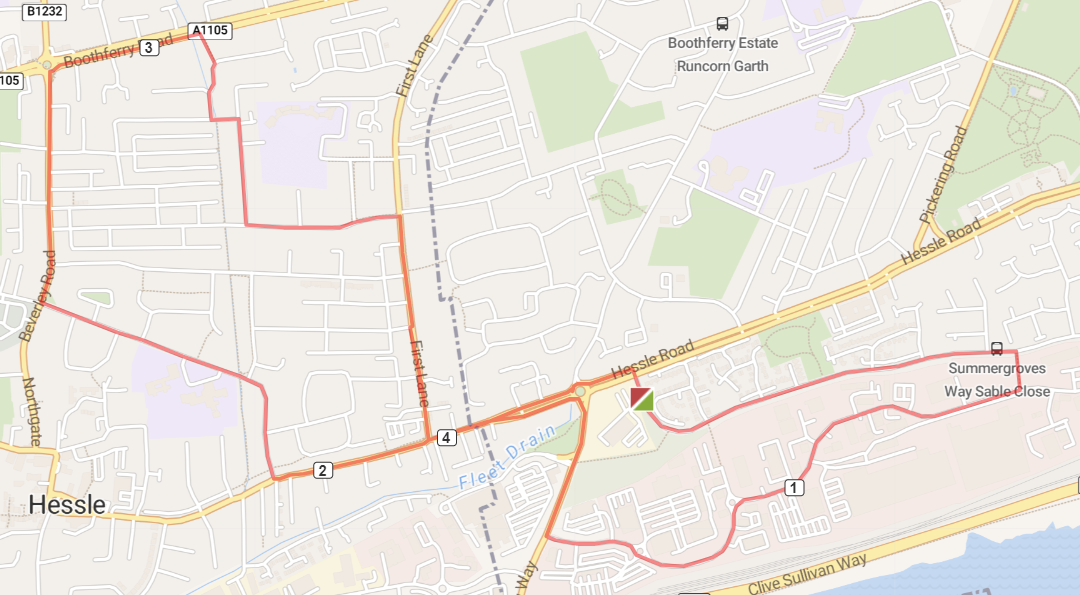 B1232
A1105
3
Boothferry Road
105
First Lane
Boothferry Estate
Runcorn Garth
Pickering Road
Hessle Road
Beverley Road
First Lane
Hessle Road
Summergroves
Way Sable Close
Northgate
4
2
Fleet Drain
1
Hessle
Way
Clive Sullivan Way